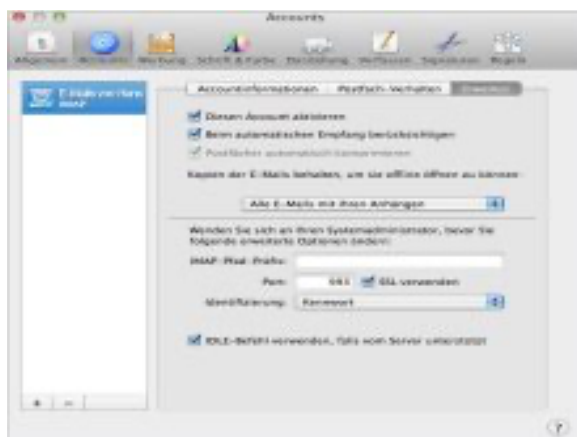 Accounts
Allgemein Accounts Werbung Schrift & Farbe Darstellung Verfassen Signaturen Regeln
IMAP
Accountinformationen Postfach-Verhalten Erweitert
Diesen Account aktivieren
Beim automatischen Empfang berücksichtigen
Postfächer automatisch synchronisieren
Kopien der E-Mails behalten, um sie offline öffnen zu können:
Alle E-Mails mit ihren Anhängen
Wenden Sie sich an Ihren Systemadministrator, bevor Sie
folgende erweiterte Optionen ändern:
IMAP-Pfad-Präfix:
Port: 993 SSL verwenden
Identifizierung: Kennwort
IDLE-Befehl verwenden, falls vom Server unterstützt
+ −
?